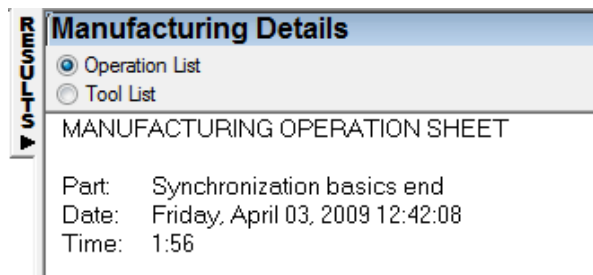 RESULTS
Manufacturing Details
Operation List
Tool List
MANUFACTURING OPERATION SHEET
Part: Synchronization basics end
Date: Friday, April 03, 2009 12:42:08
Time: 1:56